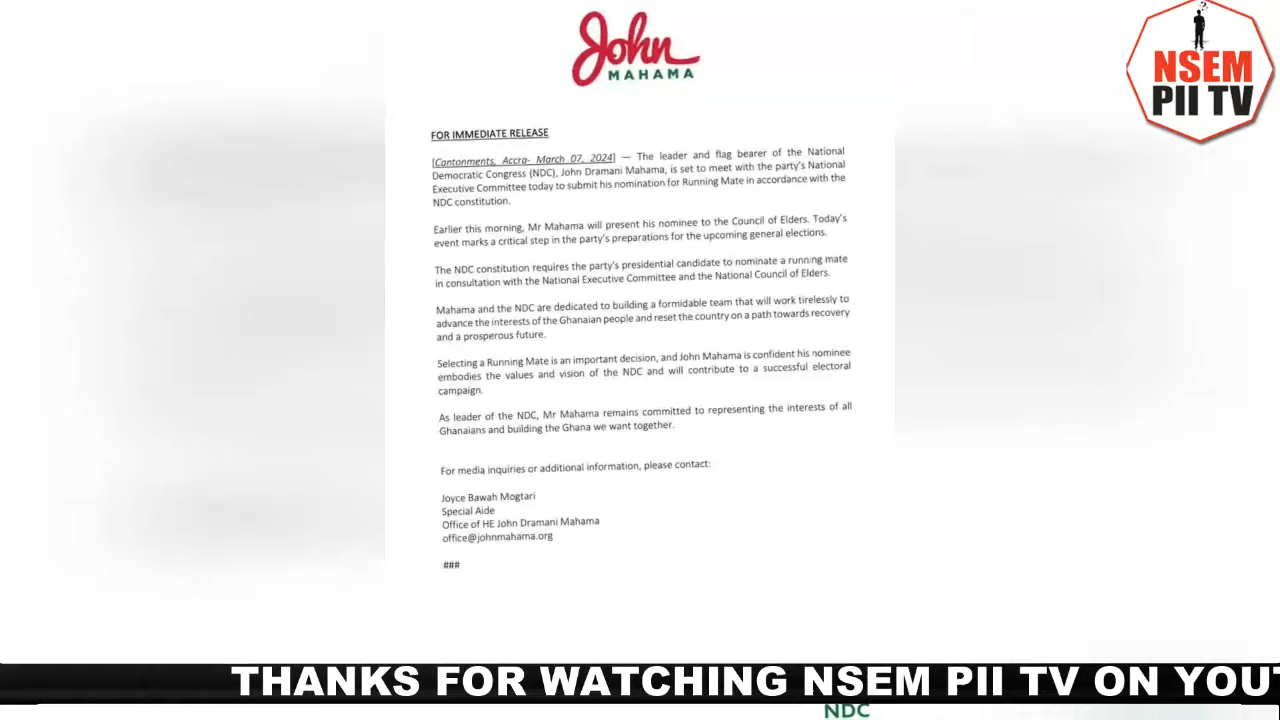 John
MAHAMA
NSEM
PII TV
FOR IMMEDIATE RELEASE
[Cantonments, Accra- March 07, 2024] — The leader and flag bearer of the National
Democratic Congress (NDC), John Dramani Mahama, is set to meet with the party's National
Executive Committee today to submit his nomination for Running Mate in accordance with the
NDC constitution.
Earlier this morning, Mr Mahama will present his nominee to the Council of Elders. Today's
event marks a critical step in the party's preparations for the upcoming general elections.
The NDC constitution requires the party's presidential candidate to nominate a running mate
in consultation with the National Executive Committee and the National Council of Elders.
Mahama and the NDC are dedicated to building a formidable team that will work tirelessly to
advance the interests of the Ghanaian people and reset the country on a path towards recovery
and a prosperous future.
Selecting a Running Mate is an important decision, and John Mahama is confident his nominee
embodies the values and vision of the NDC and will contribute to a successful electoral
campaign.
As leader of the NDC, Mr Mahama remains committed to representing the interests of all
Ghanaians and building the Ghana we want together.
For media inquiries or additional information, please contact:
Joyce Bawah Mogtari
Special Aide
Office of HE John Dramani Mahama
office@johnmahama.org
###
THANKS FOR WATCHING NSEM PII TV ON YOUT
NDC